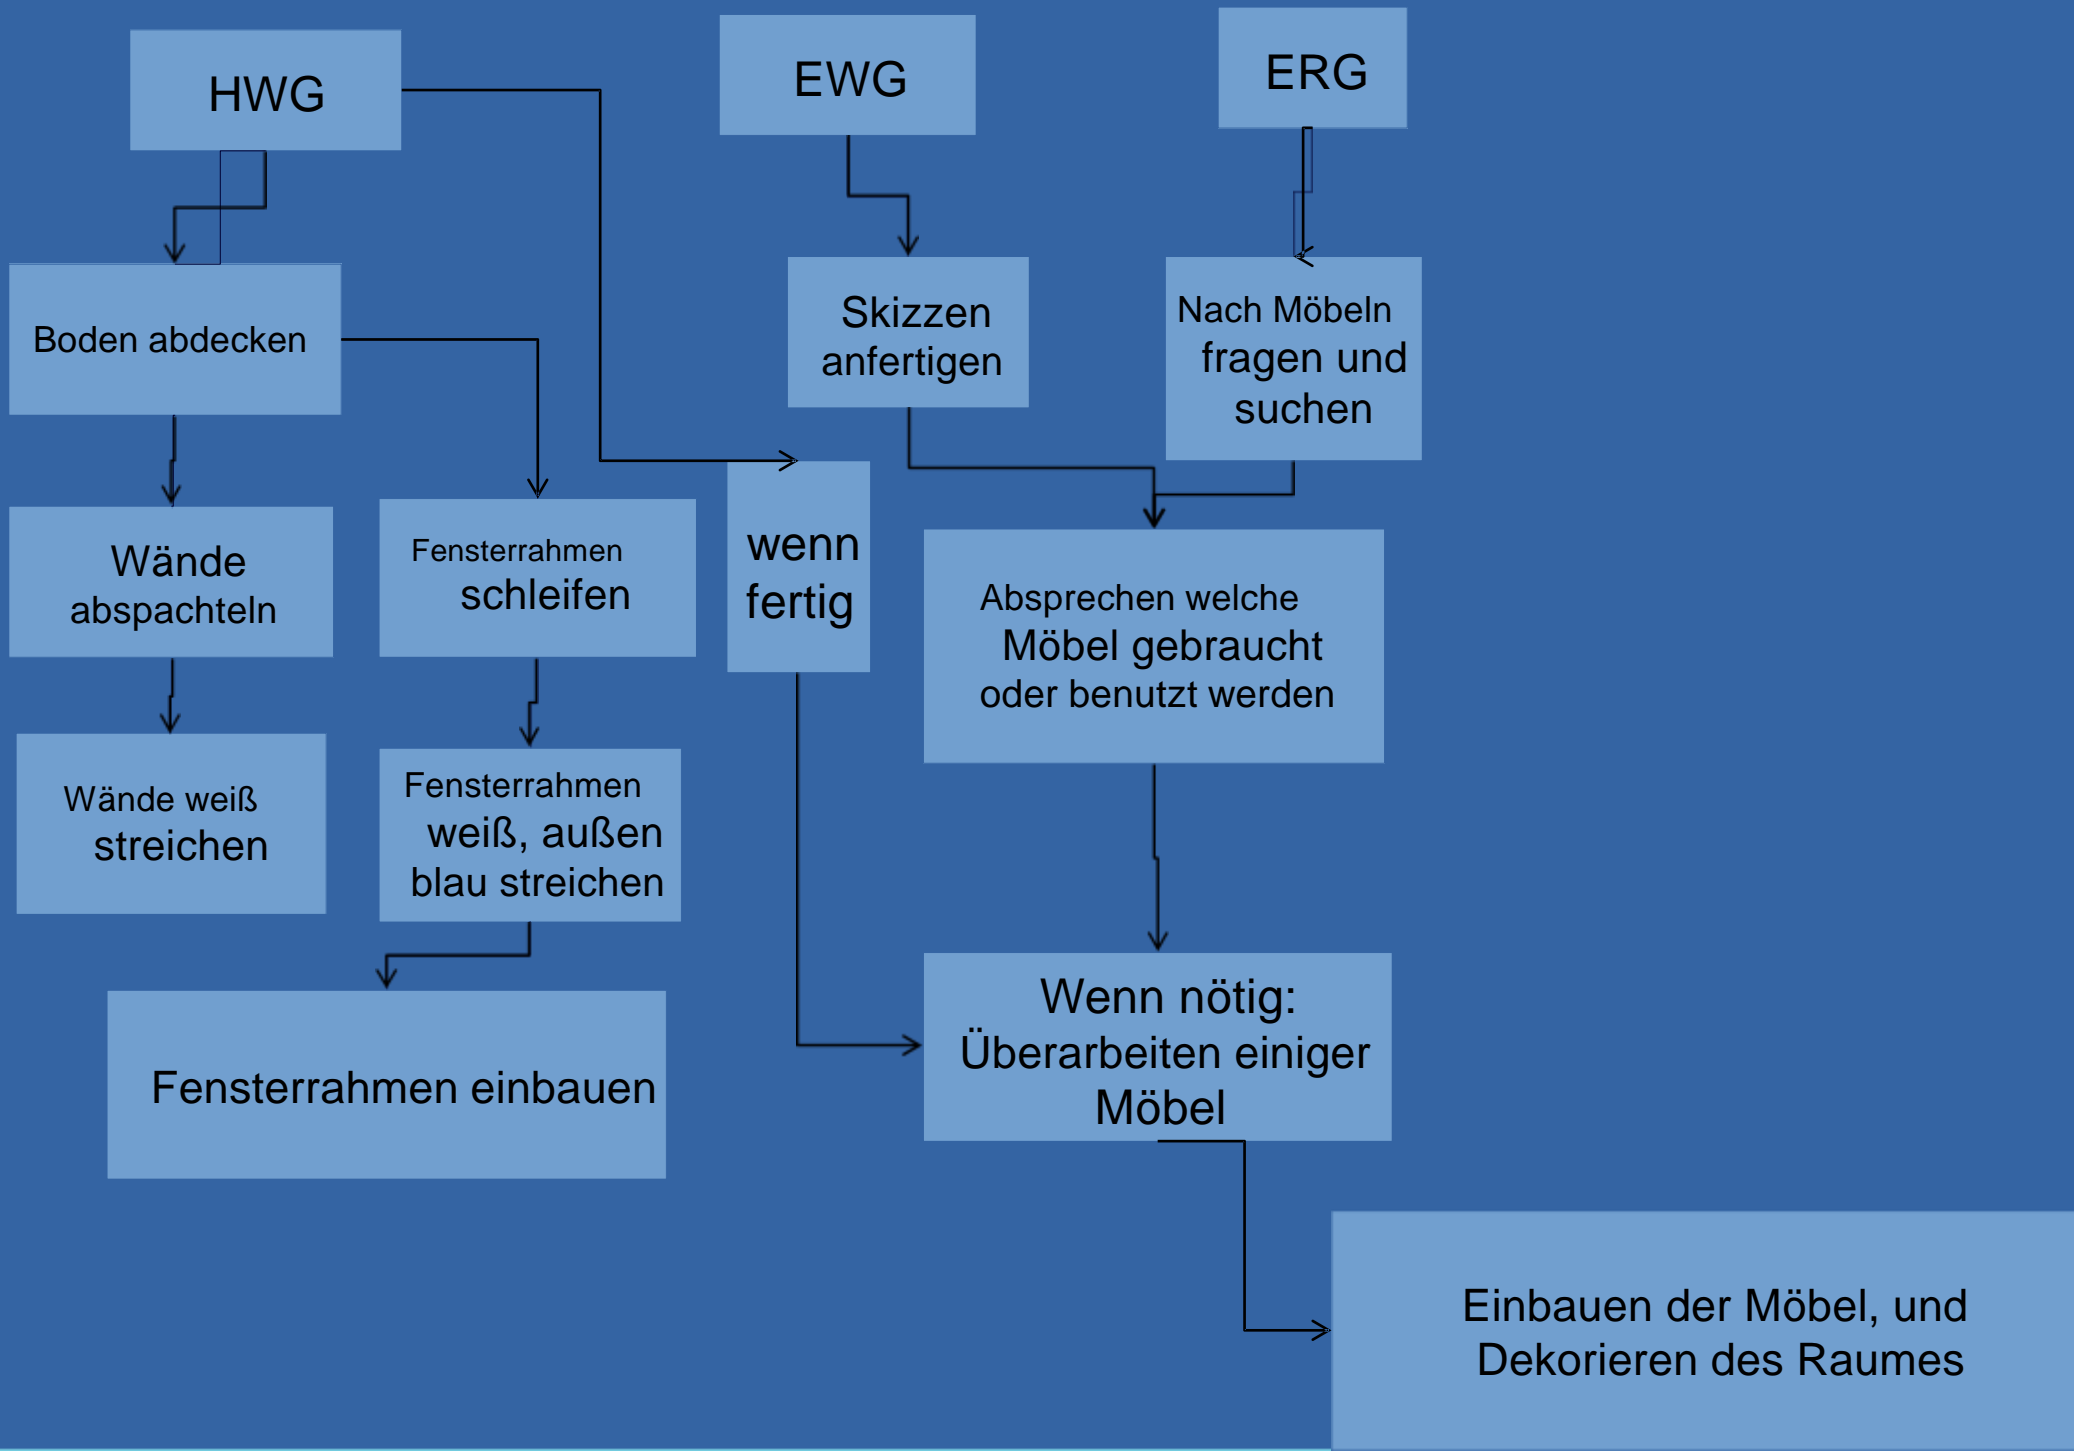 HWG
EWG
ERG
Boden abdecken
Skizzen
anfertigen
Nach Möbeln
fragen und
suchen
Wände
abspachteln
Fensterrahmen
schleifen
wenn
fertig
Absprechen welche
Möbel gebraucht
oder benutzt werden
Wände weiß
streichen
Fensterrahmen
weiß, außen
blau streichen
Fensterrahmen einbauen
Wenn nötig:
Überarbeiten einiger
Möbel
Einbauen der Möbel, und
Dekorieren des Raumes